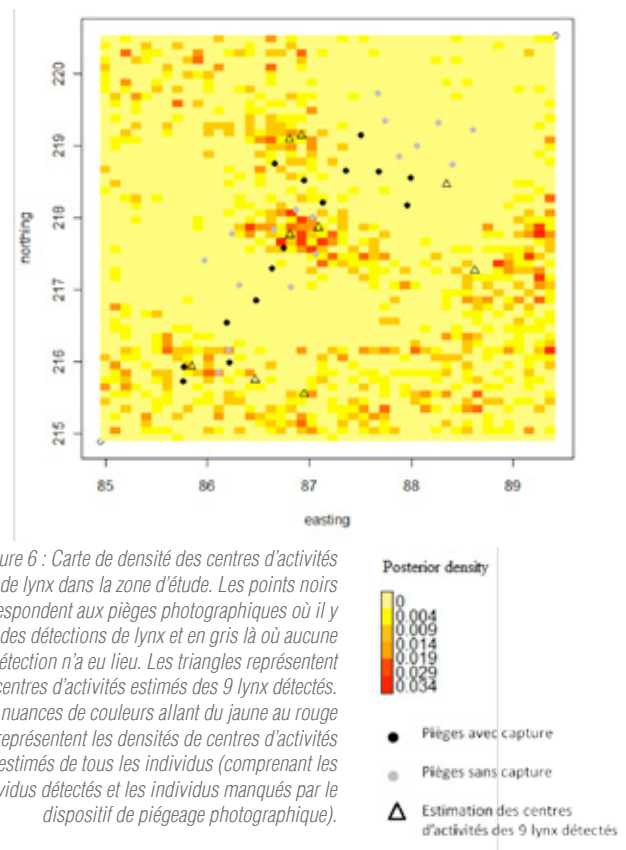 220
219
218
217
216
215
northing
85
86
87
88
89
easting
ure 6 : Carte de densité des centres d'activités
de lynx dans la zone d'étude. Les points noirs
espondent aux pièges photographiques où il y
des détections de lynx et en gris là où aucune
étection n'a eu lieu. Les triangles représentent
centres d'activités estimés des 9 lynx détectés.
nuances de couleurs allant du jaune au rouge
représentent les densités de centres d'activités
estimés de tous les individus (comprenant les
vidus détectés et les individus manqués par le
dispositif de piégeage photographique).
Posterior density
0
0.004
0.009
0.014
0.019
0.029
0.034
Pièges avec capture
Pièges sans capture
Estimation des centres
d'activités des 9 lynx détectés